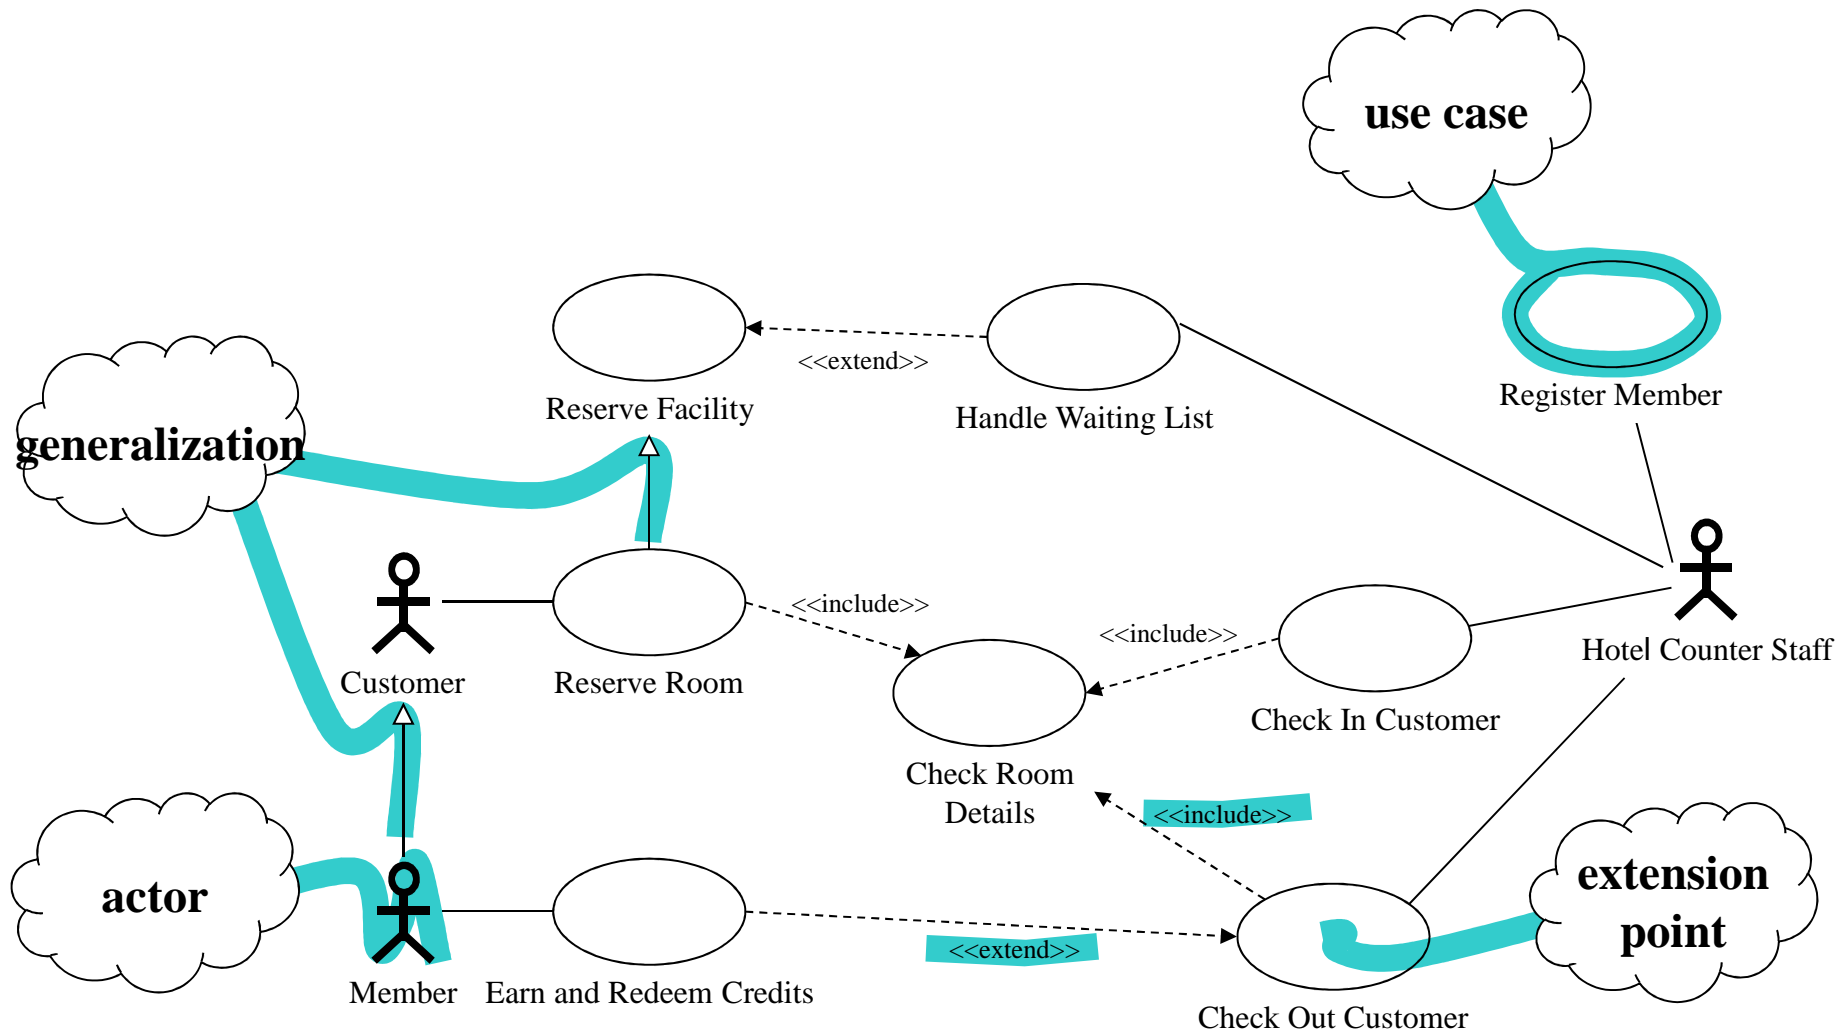 use case
<<extend>>
Register Member
Reserve Facility
Handle Waiting List
generalization
<<include>>
<<include>>
Hotel Counter Staff
Customer
Reserve Room
Check In Customer
Check Room
Details
<<include>>
actor
extension
point
<<extend>>
Member
Earn and Redeem Credits
Check Out Customer